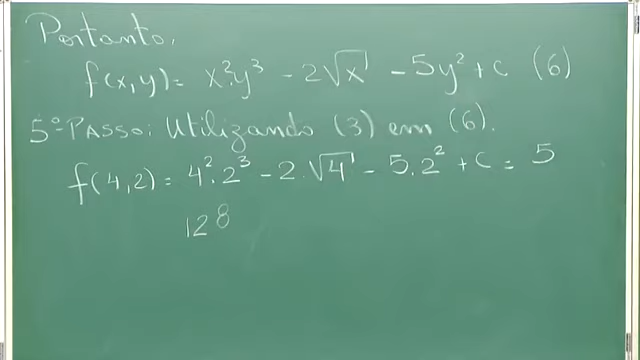 Portanto,
f(x,y) = x².y³ - 2√x - 5y² + c (6)
5º- PASSO: Utilizando (3) em (6).
f(4,2) = 4².2³ - 2.√4 - 5.2² + c = 5
128